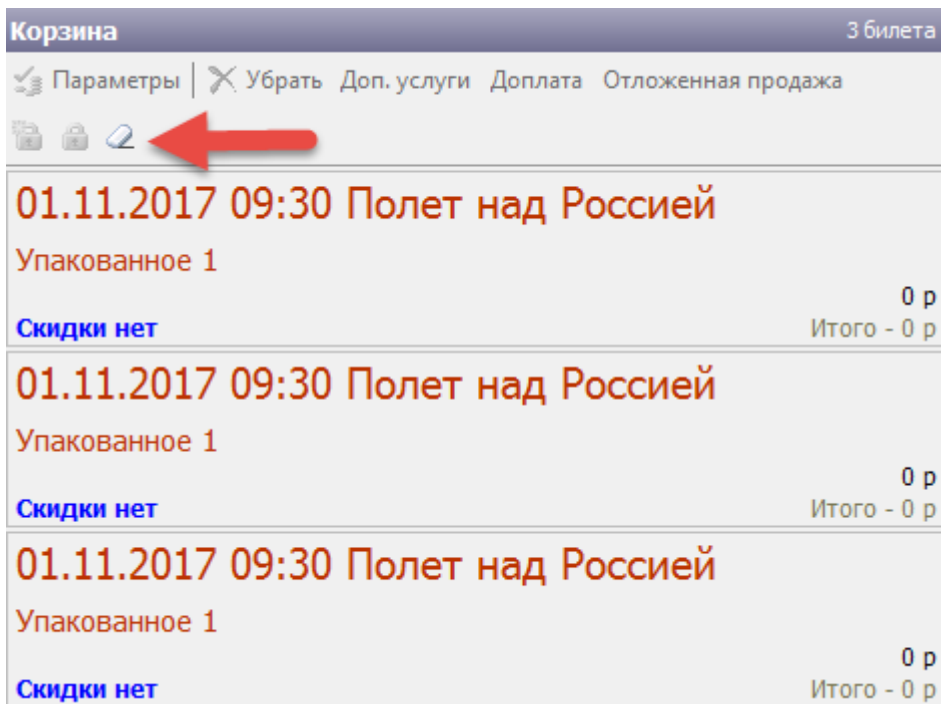 Корзина 3 билета
Параметры Убрать Доп. услуги Доплата Отложенная продажа
01.11.2017 09:30 Полет над Россией
Упакованное 1
0 р
Скидки нет Итого - 0 р
01.11.2017 09:30 Полет над Россией
Упакованное 1
0 р
Скидки нет Итого - 0 р
01.11.2017 09:30 Полет над Россией
Упакованное 1
0 р
Скидки нет Итого - 0 р